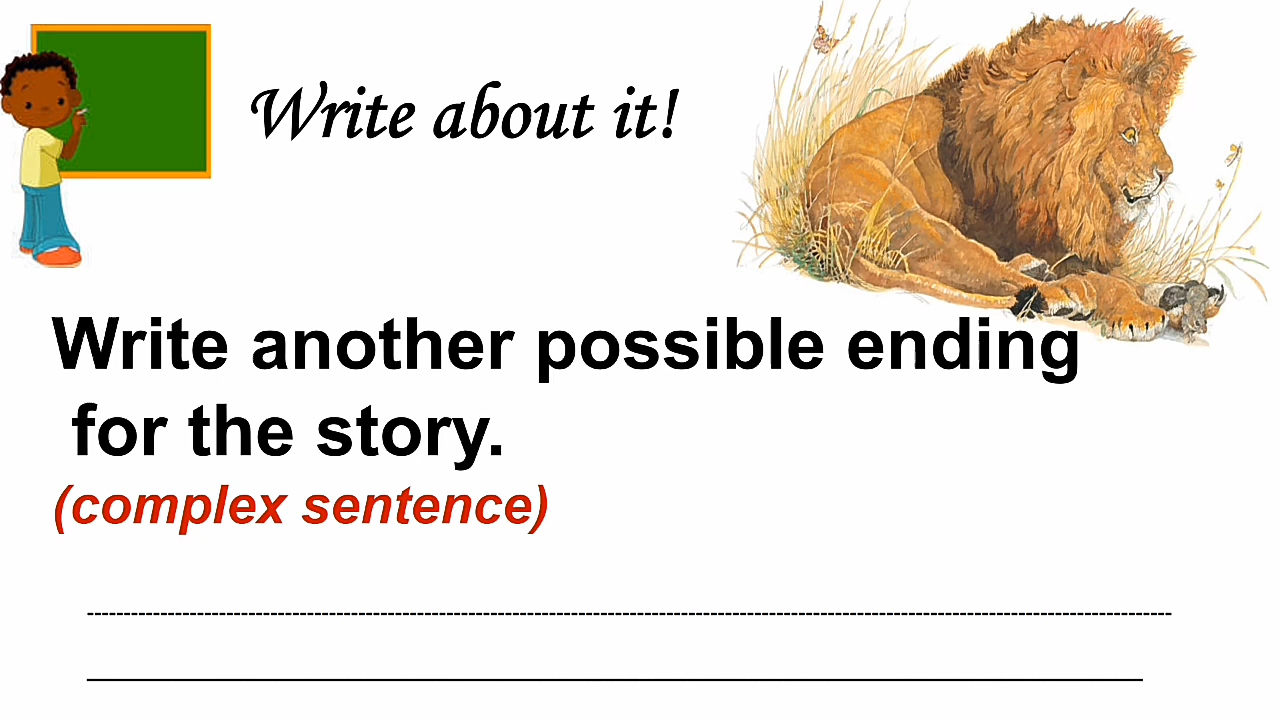 Write about it!
Write another possible ending
for the story.
(complex sentence)